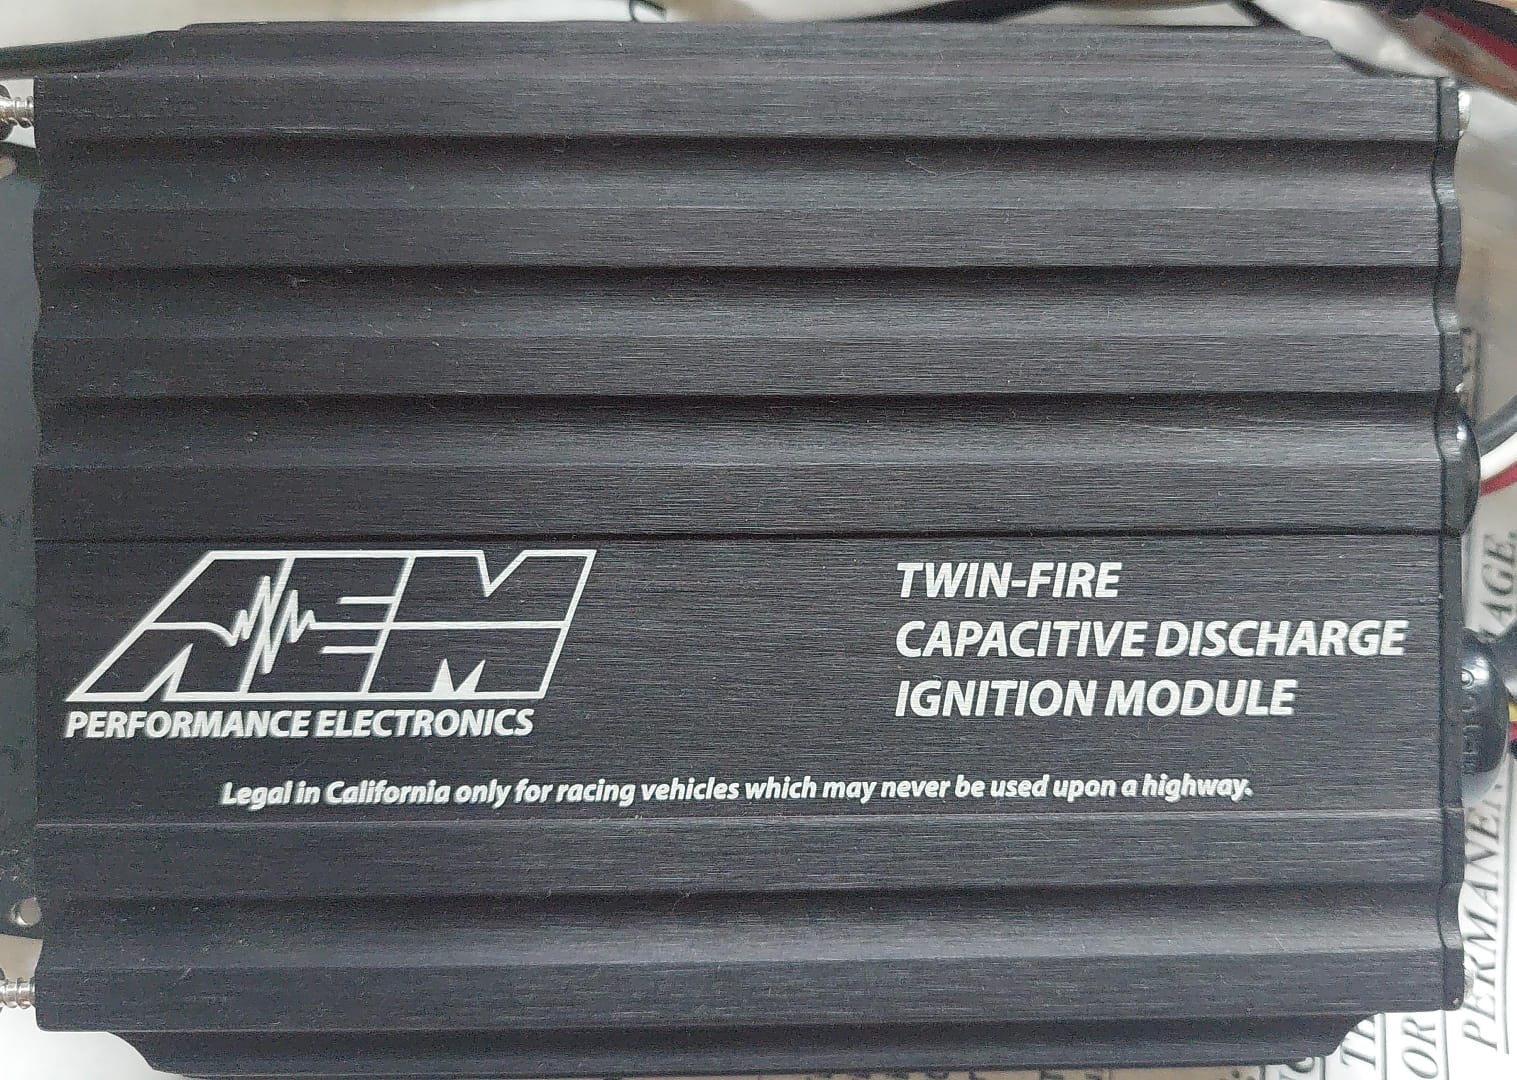 AEM
PERFORMANCE ELECTRONICS
TWIN-FIRE
CAPACITIVE DISCHARGE
IGNITION MODULE
Legal in California only for racing vehicles which may never be used upon a highway.
OR